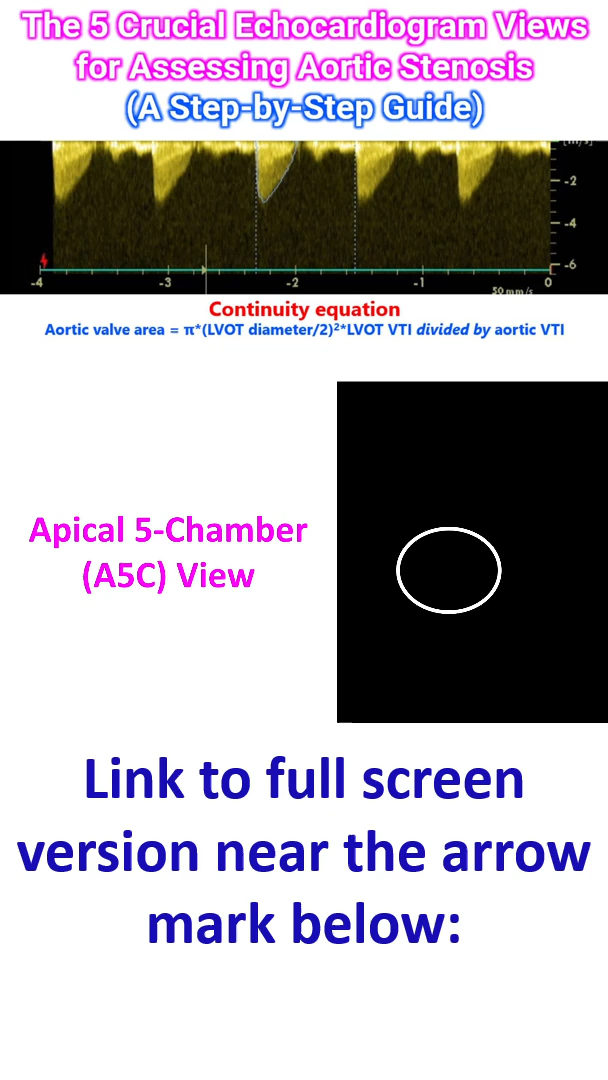 The 5 Crucial Echocardiogram Views
for Assessing Aortic Stenosis
(A Step-by-Step Guide)
-2
-4
-6
-4 -3 -2 -1 0
50 mm/s
Continuity equation
Aortic valve area = π*(LVOT diameter/2)²*LVOT VTI divided by aortic VTI
Apical 5-Chamber
(A5C) View
Link to full screen
version near the arrow
mark below: